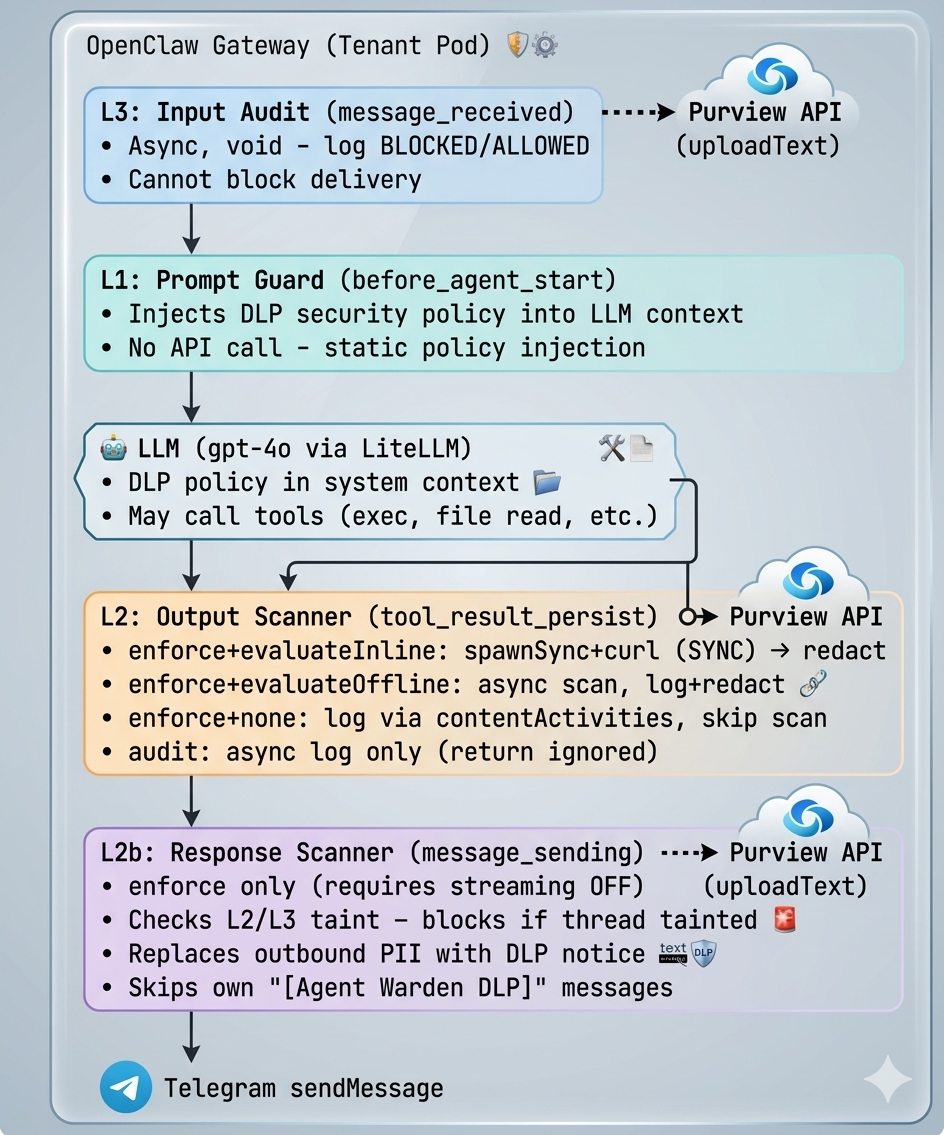 OpenClaw Gateway (Tenant Pod)
L3: Input Audit (message_received)
• Async, void – log BLOCKED/ALLOWED
• Cannot block delivery
Purview API
(uploadText)
L1: Prompt Guard (before_agent_start)
• Injects DLP security policy into LLM context
• No API call – static policy injection
LLM (gpt-4o via LiteLLM)
• DLP policy in system context
• May call tools (exec, file read, etc.)
L2: Output Scanner (tool_result_persist)
Purview API
• enforce+evaluateInline: spawnSync+curl (SYNC) → redact
• enforce+evaluateOffline: async scan, log+redact
• enforce+none: log via contentActivities, skip scan
• audit: async log only (return ignored)
L2b: Response Scanner (message_sending)
Purview API
• enforce only (requires streaming OFF)
(uploadText)
• Checks L2/L3 taint – blocks if thread tainted
• Replaces outbound PII with DLP notice
text
DLP
• Skips own "[Agent Warden DLP]" messages
Telegram sendMessage